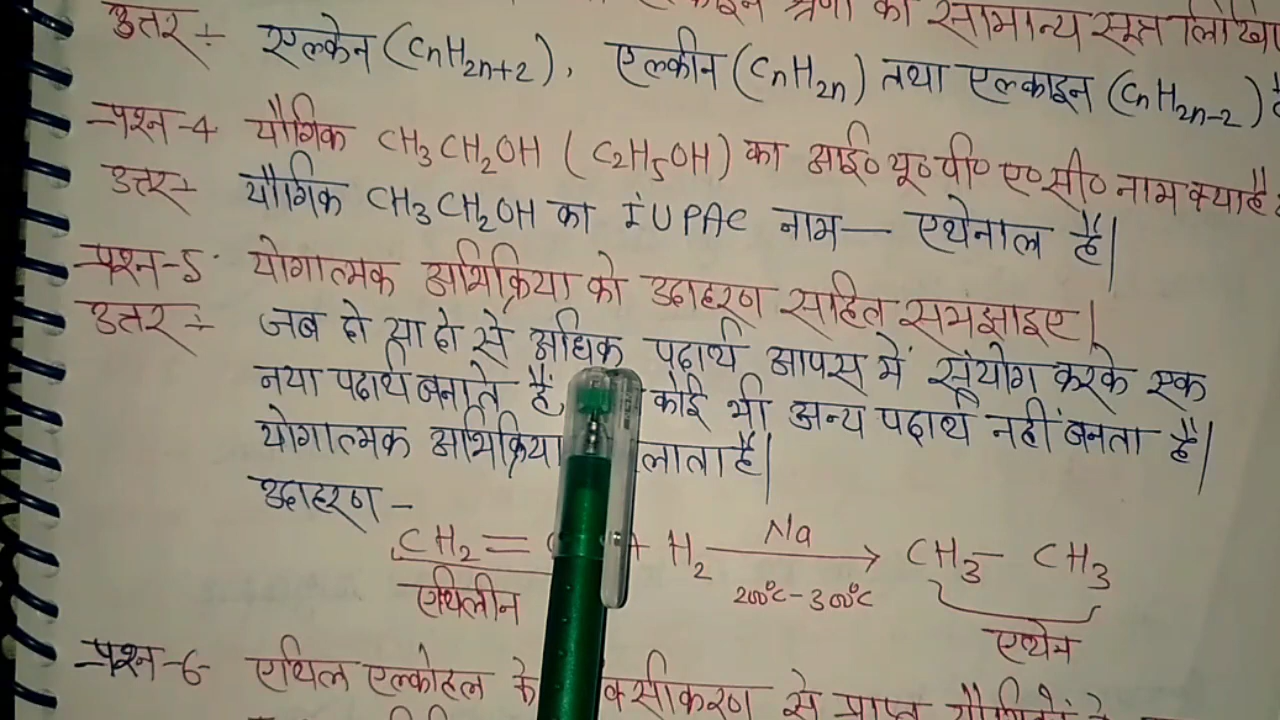 श्रेणी का सामान्य सूत्र लिखि
उत्तर ÷ एल्केन (CnH2n+2), एल्कीन (CnH2n) तथा एल्काइन (CnH2n-2)
प्रश्न-4 यौगिक CH3CH2OH (C2H5OH) का आई० यू० पी० ए० सी० नाम क्या है
उत्तर ÷ यौगिक CH3CH2OH का IUPAC नाम — एथेनाल है।
प्रश्न-5 योगात्मक अभिक्रिया को उदाहरण सहित समझाइए।
उत्तर ÷ जब दो या दो से अधिक पदार्थ आपस में संयोग करके एक
नया पदार्थ बनाते हैं, कोई भी अन्य पदार्थ नहीं बनता है।
योगात्मक अभिक्रिया लाता है।
उदाहरण -
CH2 = + H2 Na CH3 - CH3
200°C - 300°C
एथिलीन एथेन
प्रश्न-6 एथिल एल्कोहल के क्सीकरण से प्राप्त